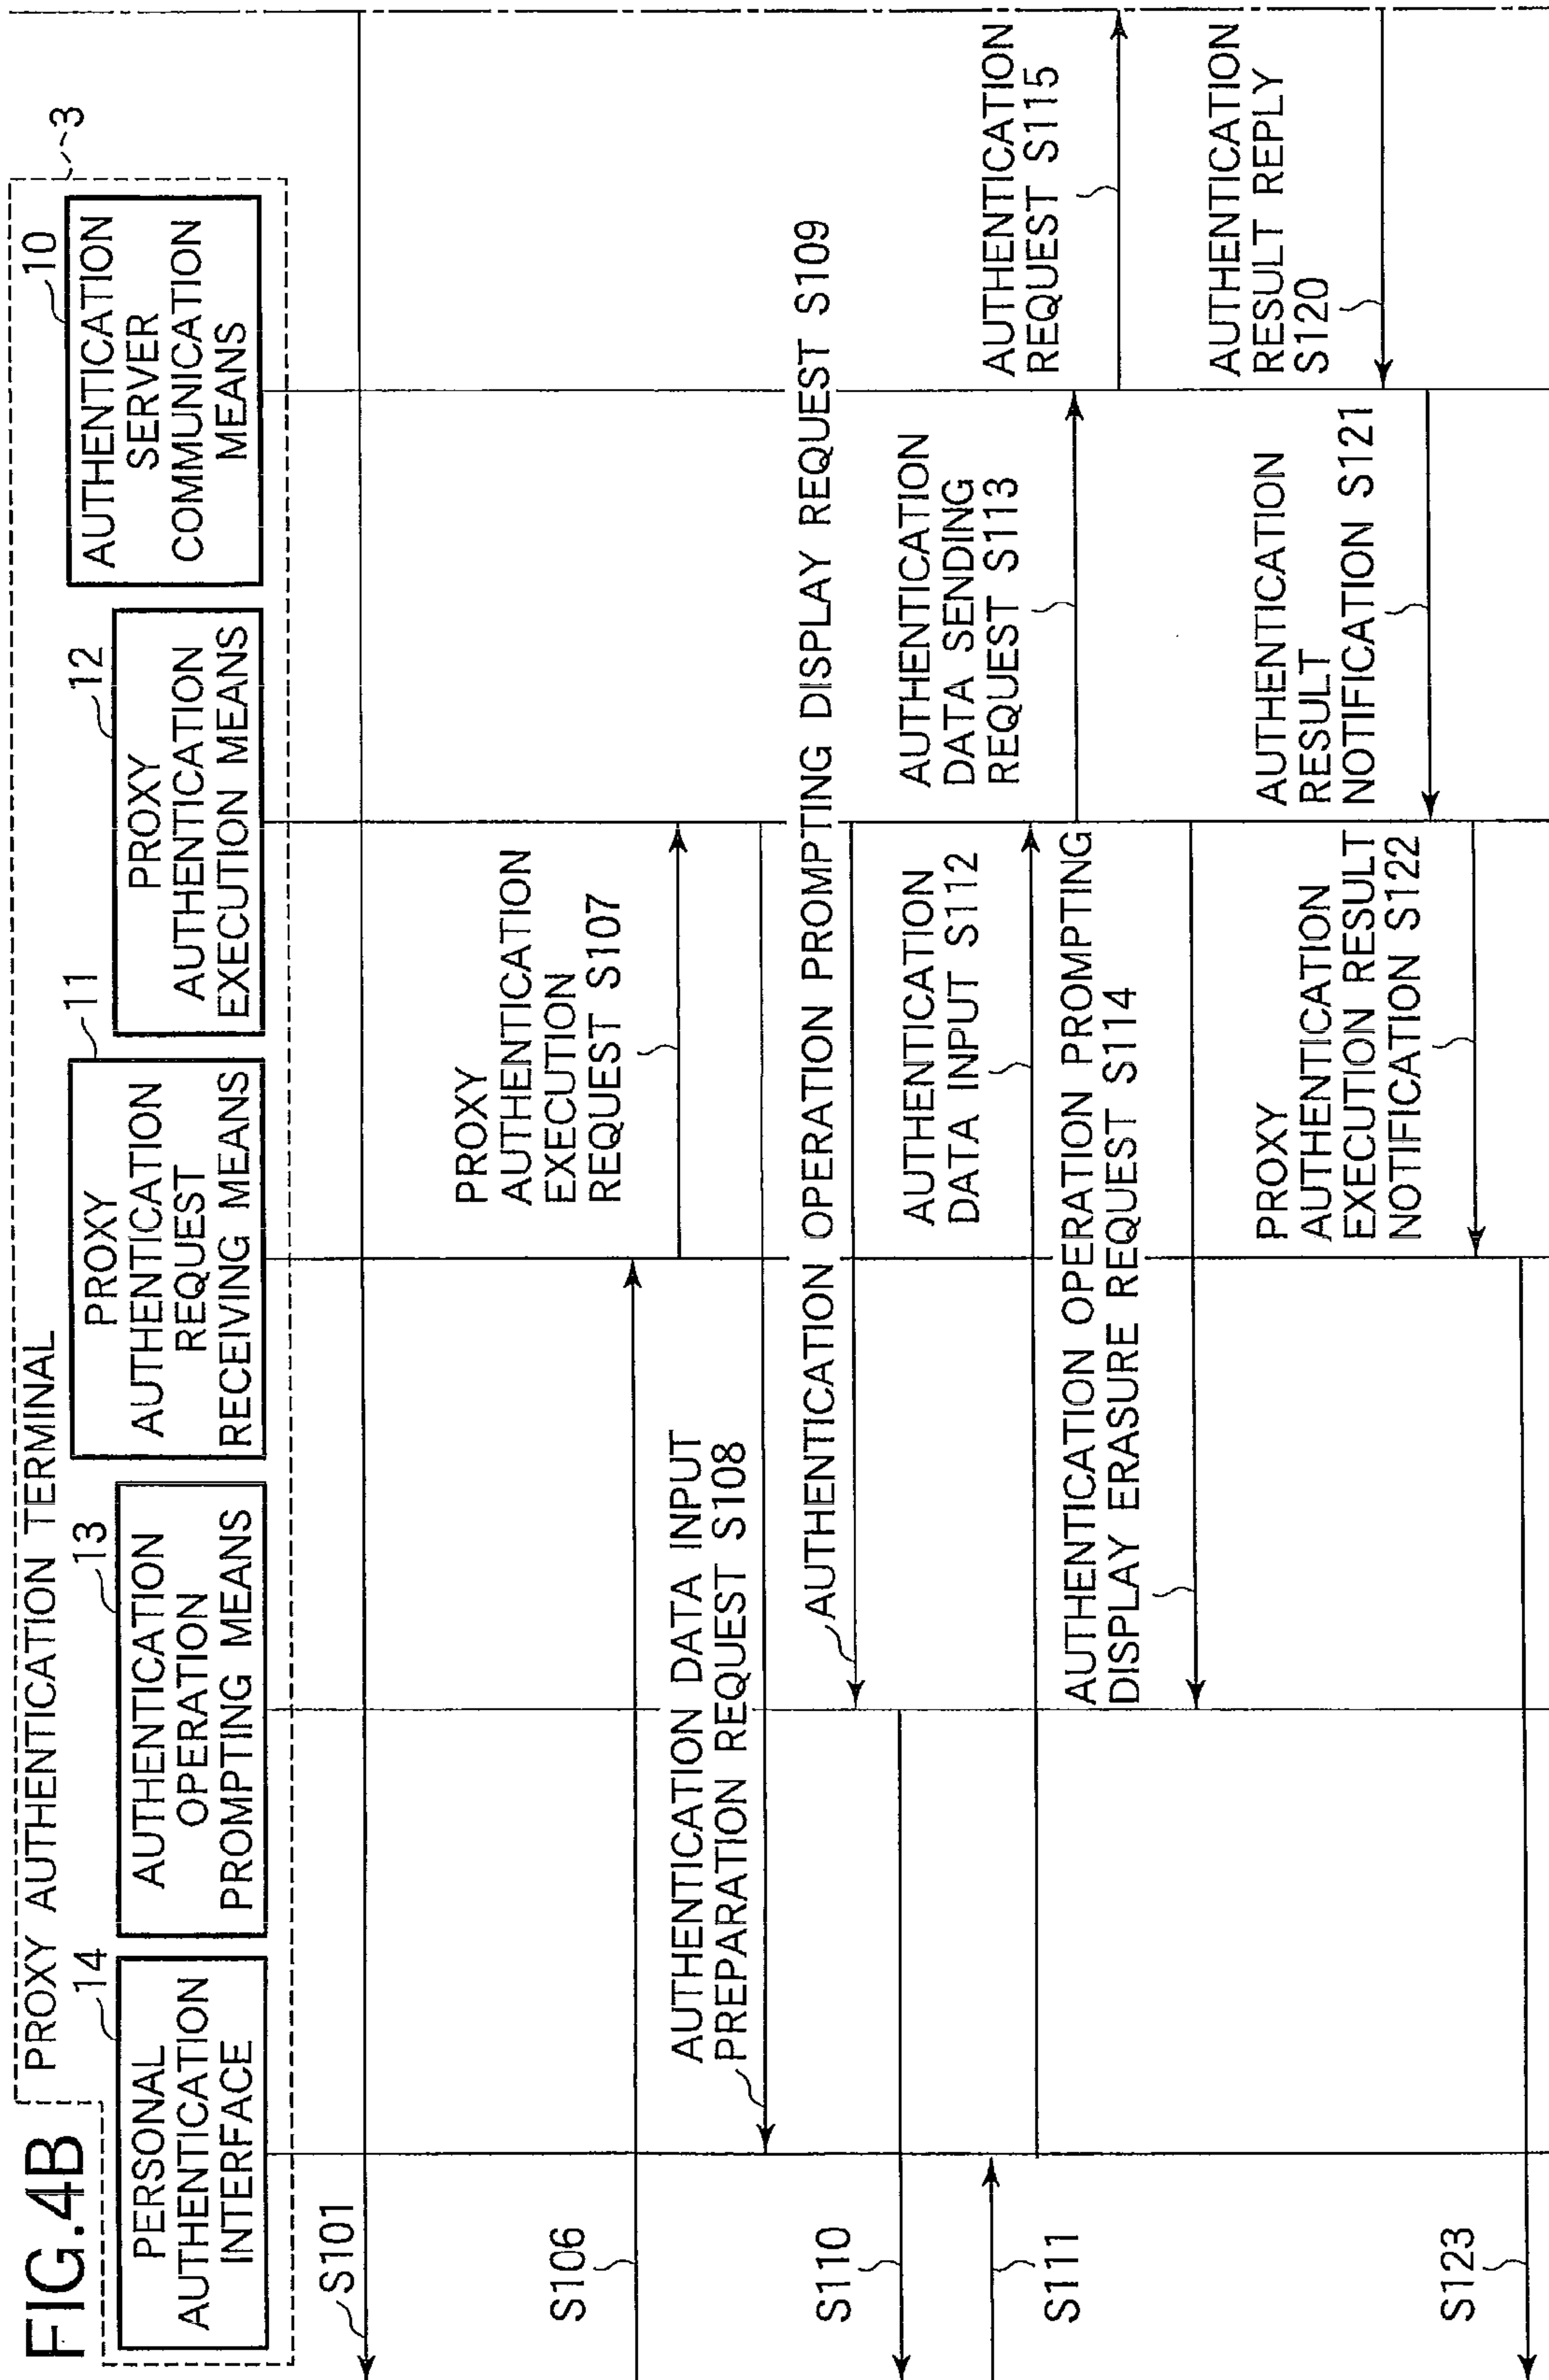 FIG.4B
PROXY AUTHENTICATION TERMINAL
3
14
PERSONAL
AUTHENTICATION
INTERFACE
13
AUTHENTICATION
OPERATION
PROMPTING MEANS
11
PROXY
AUTHENTICATION
REQUEST
RECEIVING MEANS
12
PROXY
AUTHENTICATION
EXECUTION MEANS
10
AUTHENTICATION
SERVER
COMMUNICATION
MEANS
S101
S106
PROXY
AUTHENTICATION
EXECUTION
REQUEST S107
AUTHENTICATION DATA INPUT
PREPARATION REQUEST S108
AUTHENTICATION OPERATION PROMPTING DISPLAY REQUEST S109
S110
S111
AUTHENTICATION
DATA INPUT S112
AUTHENTICATION
DATA SENDING
REQUEST S113
AUTHENTICATION OPERATION PROMPTING
DISPLAY ERASURE REQUEST S114
AUTHENTICATION
REQUEST S115
AUTHENTICATION
RESULT REPLY
S120
AUTHENTICATION
RESULT
NOTIFICATION S121
PROXY
AUTHENTICATION
EXECUTION RESULT
NOTIFICATION S122
S123